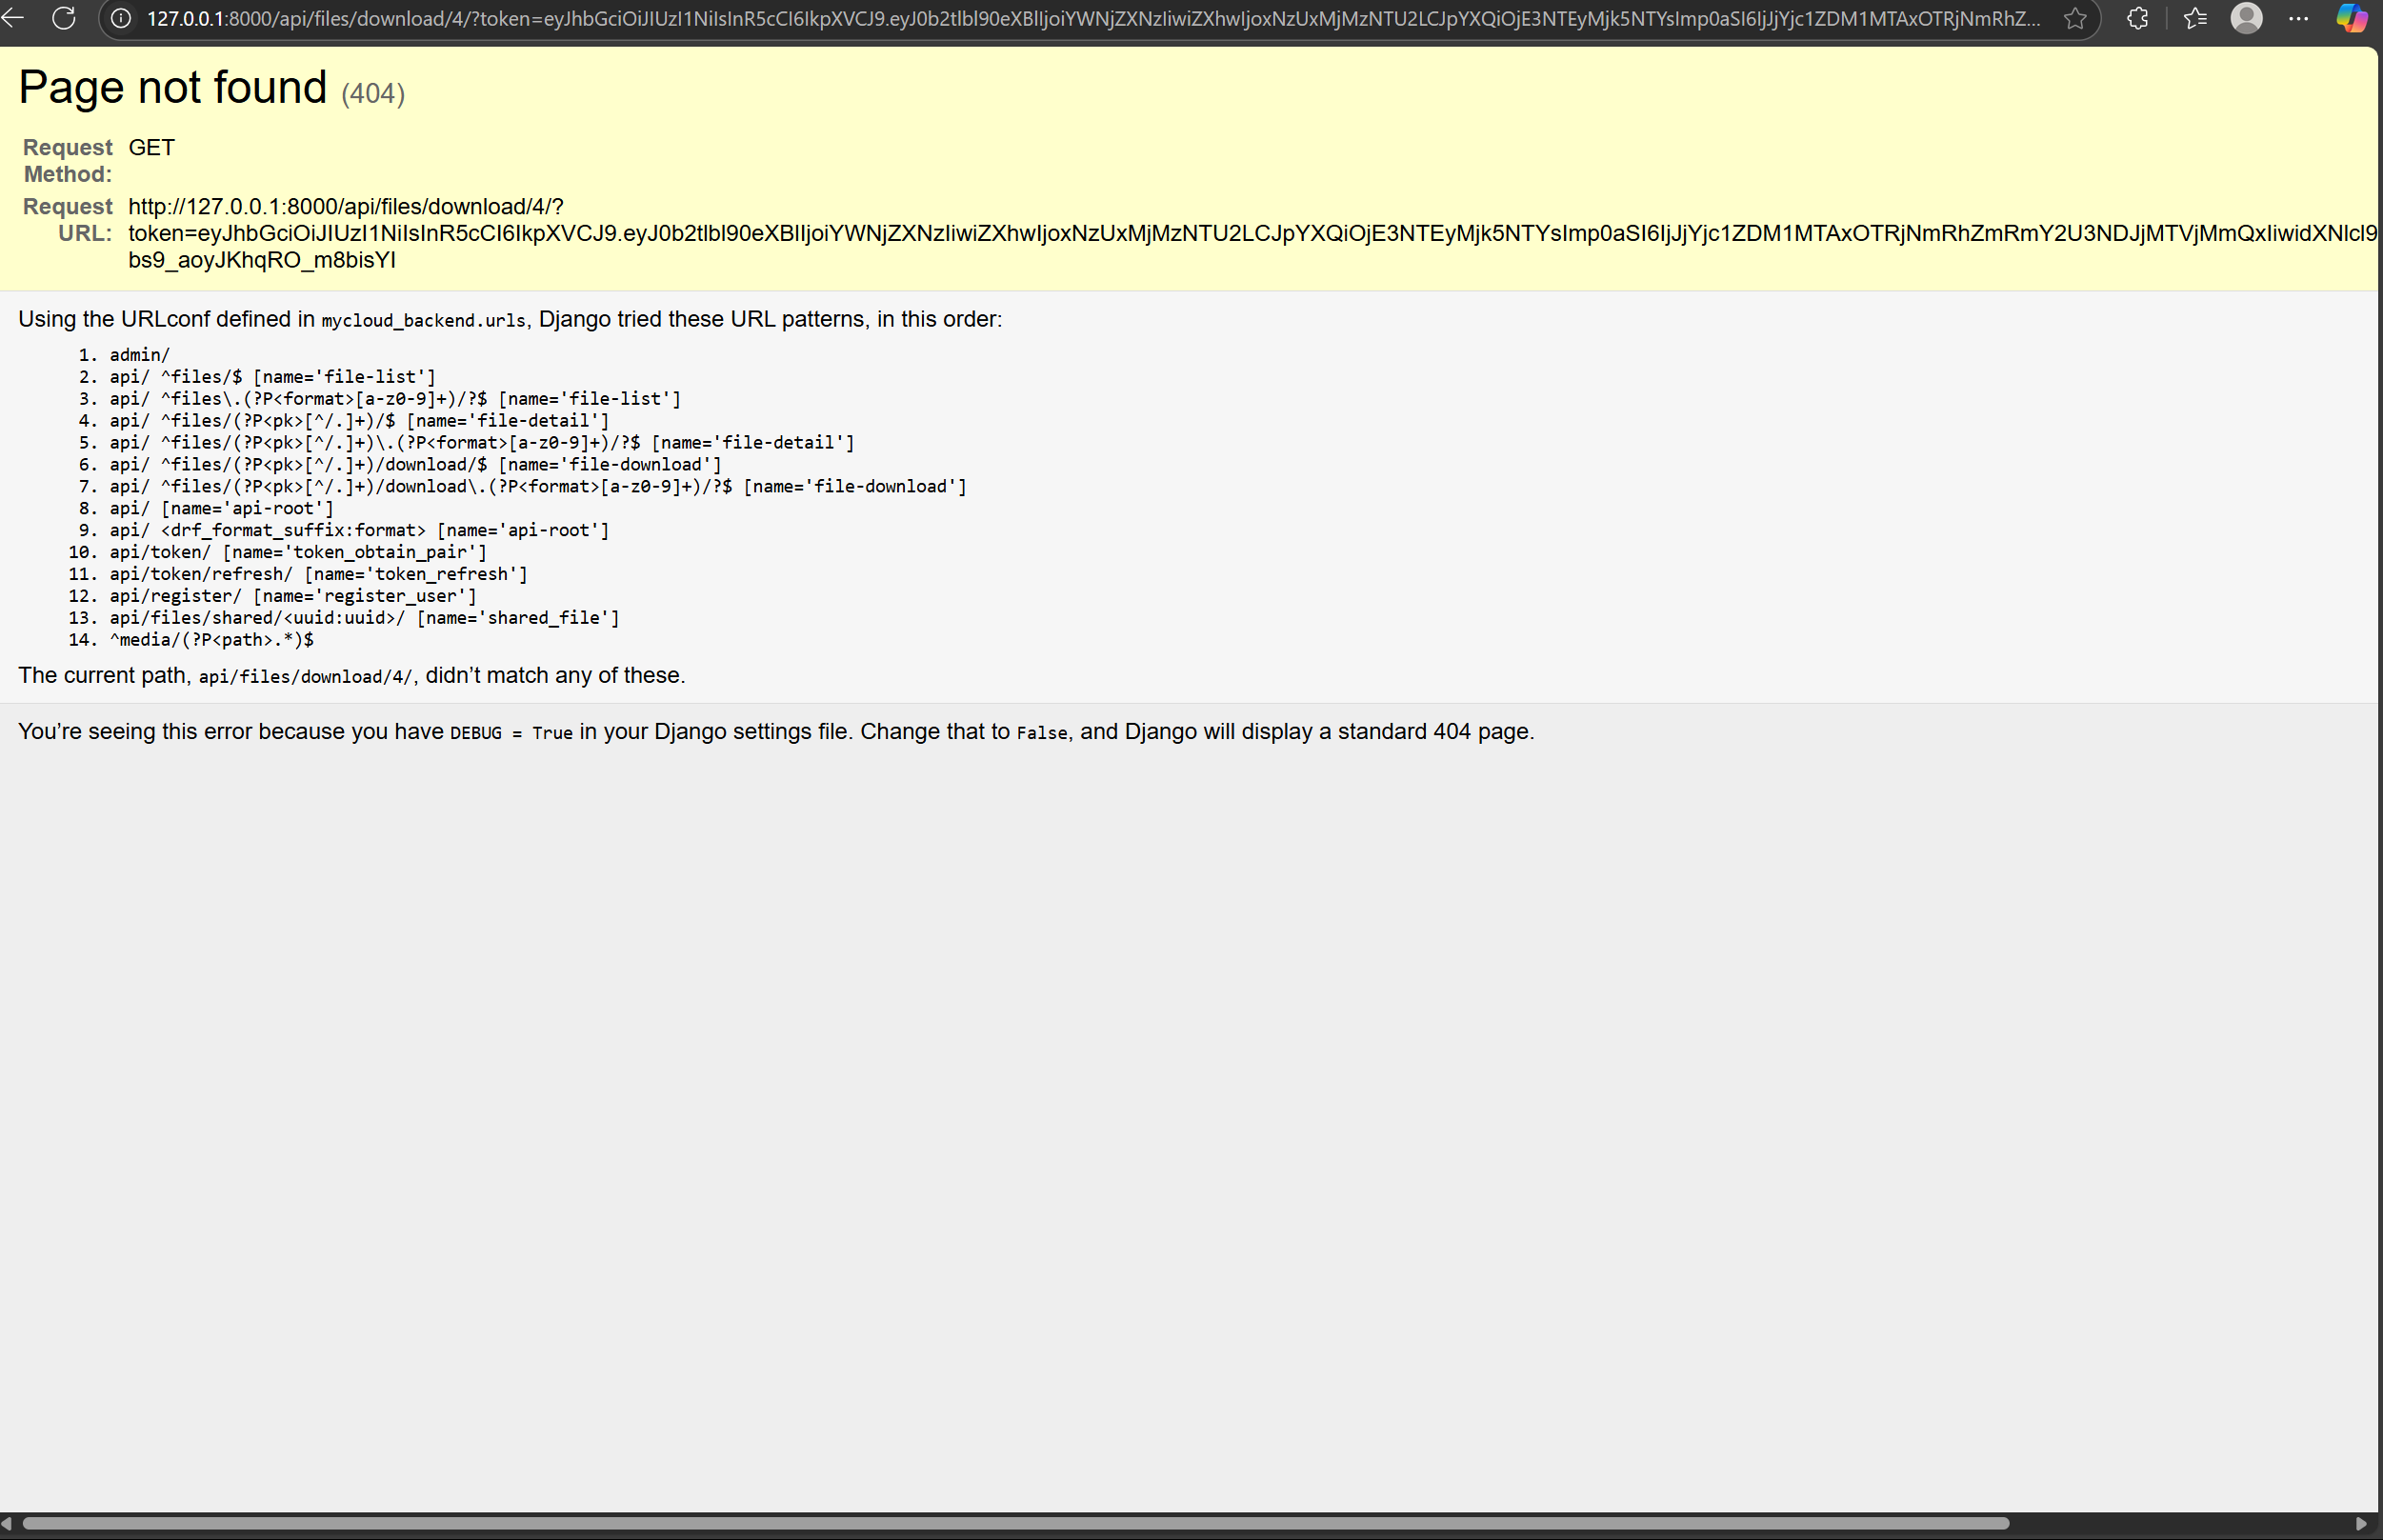 127.0.0.1:8000/api/files/download/4/?token=eyJhbGciOiJIUzI1NiIsInR5cCI6IkpXVCJ9.eyJ0b2tlbl90eXBlIjoiYWNjZXNzIiwiZXhwIjoxNzUxMjMzNTU2LCJpYXQiOjE3NTEyMjk5NTYsImp0aSI6IjJjYjc1ZDM1MTAxOTRjNmRhZ...
Page not found (404)
Request Method: GET
Request URL: http://127.0.0.1:8000/api/files/download/4/?
token=eyJhbGciOiJIUzI1NiIsInR5cCI6IkpXVCJ9.eyJ0b2tlbl90eXBlIjoiYWNjZXNzIiwiZXhwIjoxNzUxMjMzNTU2LCJpYXQiOjE3NTEyMjk5NTYsImp0aSI6IjJjYjc1ZDM1MTAxOTRjNmRhZmRmY2U3NDJjMTVjMmQxIiwidXNlcl9
bs9_aoyJKhqRO_m8bisYI
Using the URLconf defined in mycloud_backend.urls, Django tried these URL patterns, in this order:
1. admin/
2. api/ ^files/$ [name='file-list']
3. api/ ^files\.(?P<format>[a-z0-9]+)/?$ [name='file-list']
4. api/ ^files/(?P<pk>[^/.]+)/$ [name='file-detail']
5. api/ ^files/(?P<pk>[^/.]+)\.(?P<format>[a-z0-9]+)/?$ [name='file-detail']
6. api/ ^files/(?P<pk>[^/.]+)/download/$ [name='file-download']
7. api/ ^files/(?P<pk>[^/.]+)/download\.(?P<format>[a-z0-9]+)/?$ [name='file-download']
8. api/ [name='api-root']
9. api/ <drf_format_suffix:format> [name='api-root']
10. api/token/ [name='token_obtain_pair']
11. api/token/refresh/ [name='token_refresh']
12. api/register/ [name='register_user']
13. api/files/shared/<uuid:uuid>/ [name='shared_file']
14. ^media/(?P<path>.*)$
The current path, api/files/download/4/, didn’t match any of these.
You’re seeing this error because you have DEBUG = True in your Django settings file. Change that to False, and Django will display a standard 404 page.